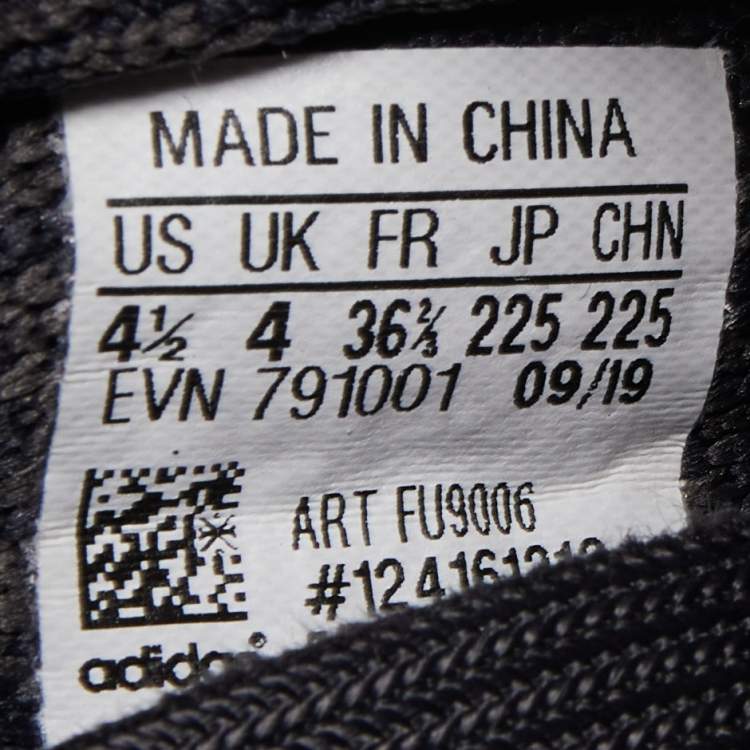 MADE IN CHINA
US UK FR JP CHN
4½ 4 36⅔ 225 225
EVN 791001 09/19
ART FU9006